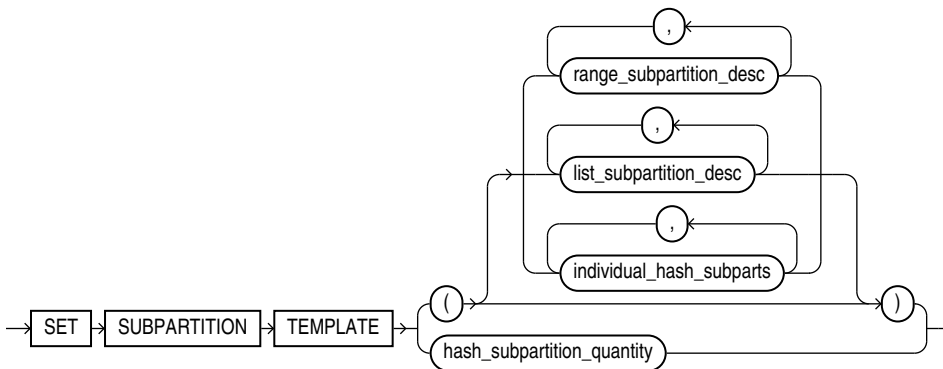 ,
range_subpartition_desc
,
list_subpartition_desc
,
individual_hash_subparts
( )
SET SUBPARTITION TEMPLATE
hash_subpartition_quantity